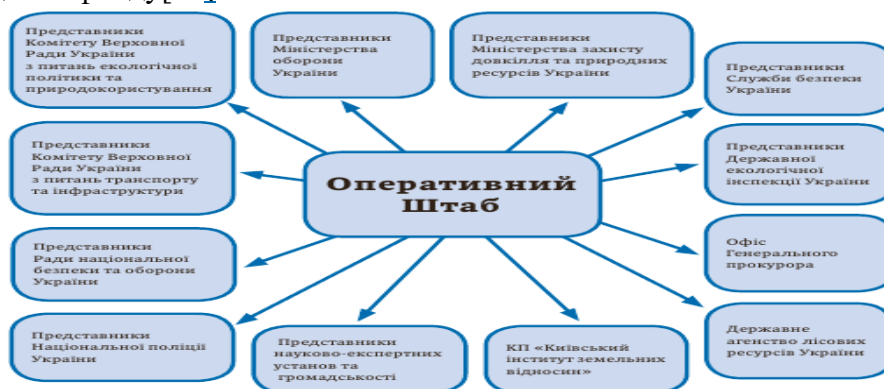 Представники
Комітету Верховної
Ради України
з питань екологічної
політики та
природокористування
Представники
Міністерства
оборони
України
Представники
Міністерства захисту
довкілля та природних
ресурсів України
Представники
Служби безпеки
України
Представники
Комітету Верховної
Ради України
з питань транспорту
та інфраструктури
Оперативний
Штаб
Представники
Державної
екологічної
інспекції України
Представники
Ради національної
безпеки та оборони
України
Офіс
Генерального
прокурора
Представники
Національної поліції
України
Представники
науково-експертних
установ та
громадськості
КП «Київський
інститут земельних
відносин»
Державне
агенство лісових
ресурсів України